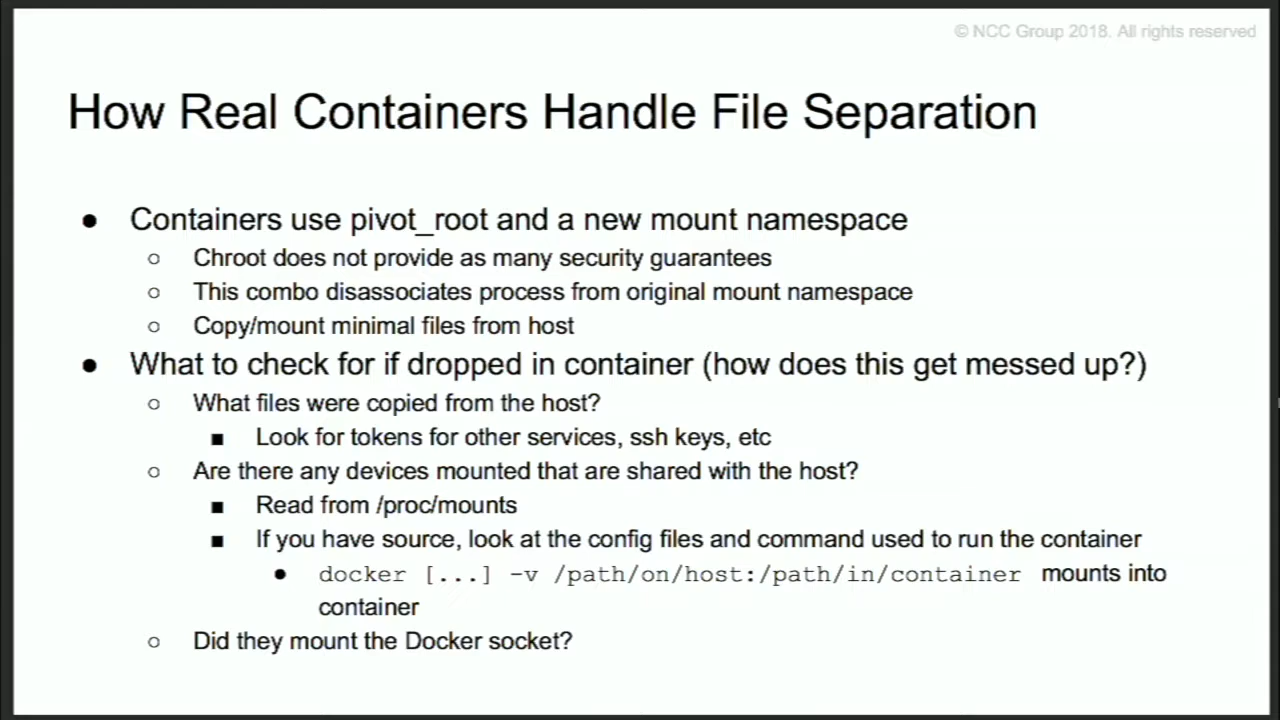 © NCC Group 2018. All rights reserved
How Real Containers Handle File Separation
● Containers use pivot_root and a new mount namespace
○ Chroot does not provide as many security guarantees
○ This combo disassociates process from original mount namespace
○ Copy/mount minimal files from host
● What to check for if dropped in container (how does this get messed up?)
○ What files were copied from the host?
■ Look for tokens for other services, ssh keys, etc
○ Are there any devices mounted that are shared with the host?
■ Read from /proc/mounts
■ If you have source, look at the config files and command used to run the container
● docker [...] -v /path/on/host:/path/in/container mounts into
container
○ Did they mount the Docker socket?